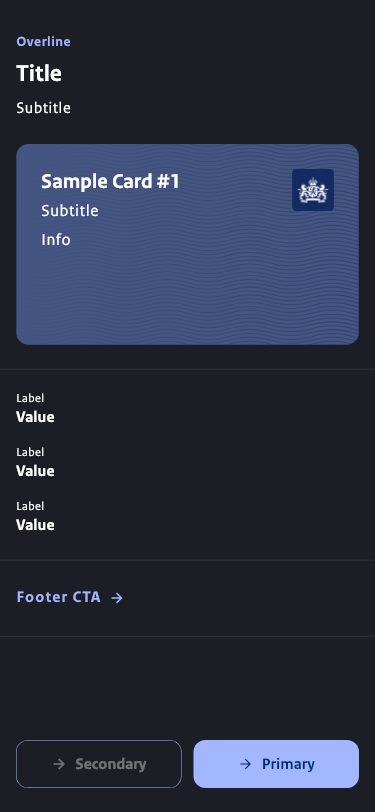 Overline
Title
Subtitle
Sample Card #1
Subtitle
Info
Label
Value
Label
Value
Label
Value
Footer CTA
Secondary
Primary